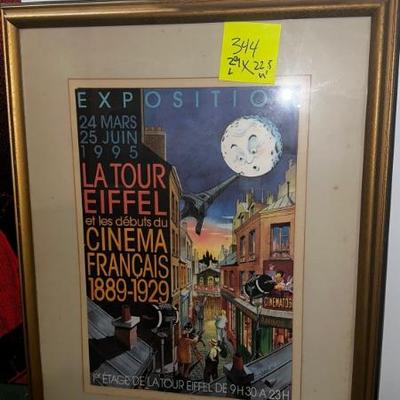 344
29 X 22.5
L W
EXPOSITION
24 MARS
25 JUIN
1995
LA TOUR
EIFFEL
et les débuts du
CINEMA
FRANÇAIS
1889-1929
CINEMATO
1er ÉTAGE DE LA TOUR EIFFEL DE 9H30 A 23H